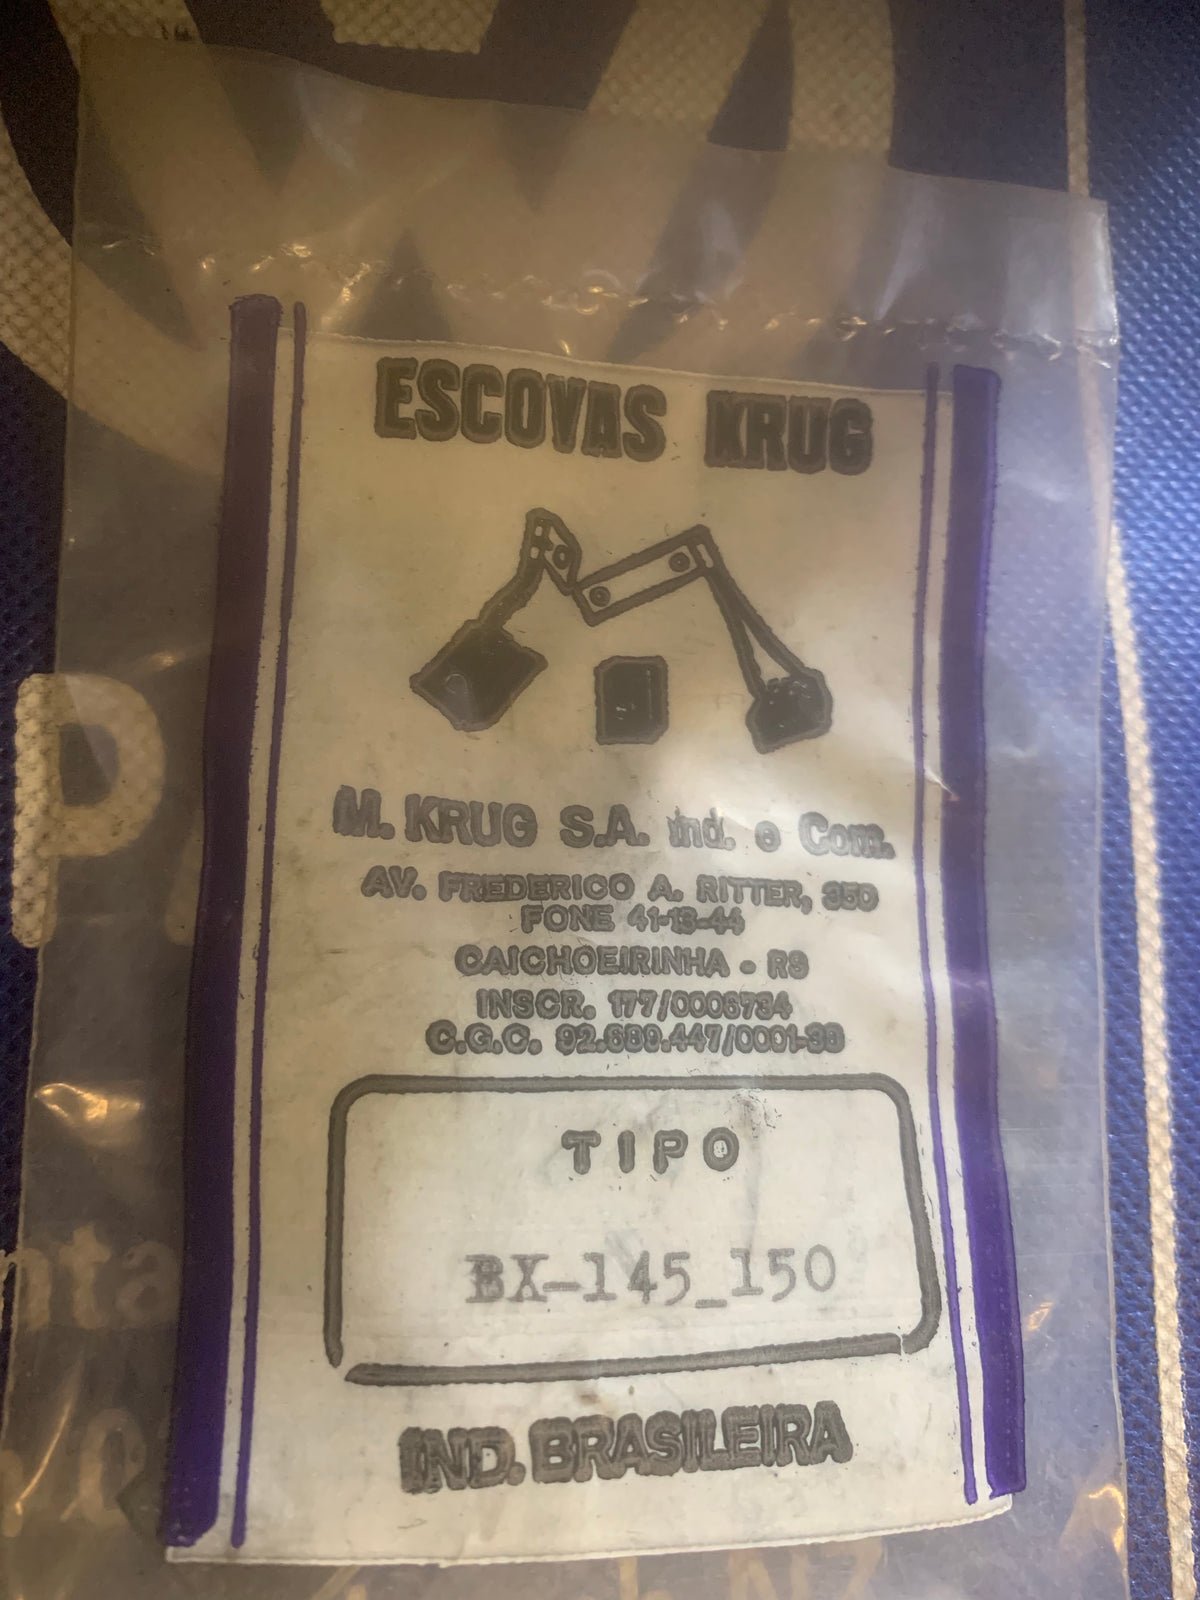 ESCOVAS KRUG
M. KRUG S.A. Ind. e Com.
AV. FREDERICO A. RITTER, 350
FONE 41-13-44
CAICHOEIRINHA - RS
INSCR. 177/0006734
C.G.C. 92.689.447/0001-38
TIPO
BX-145_150
IND. BRASILEIRA